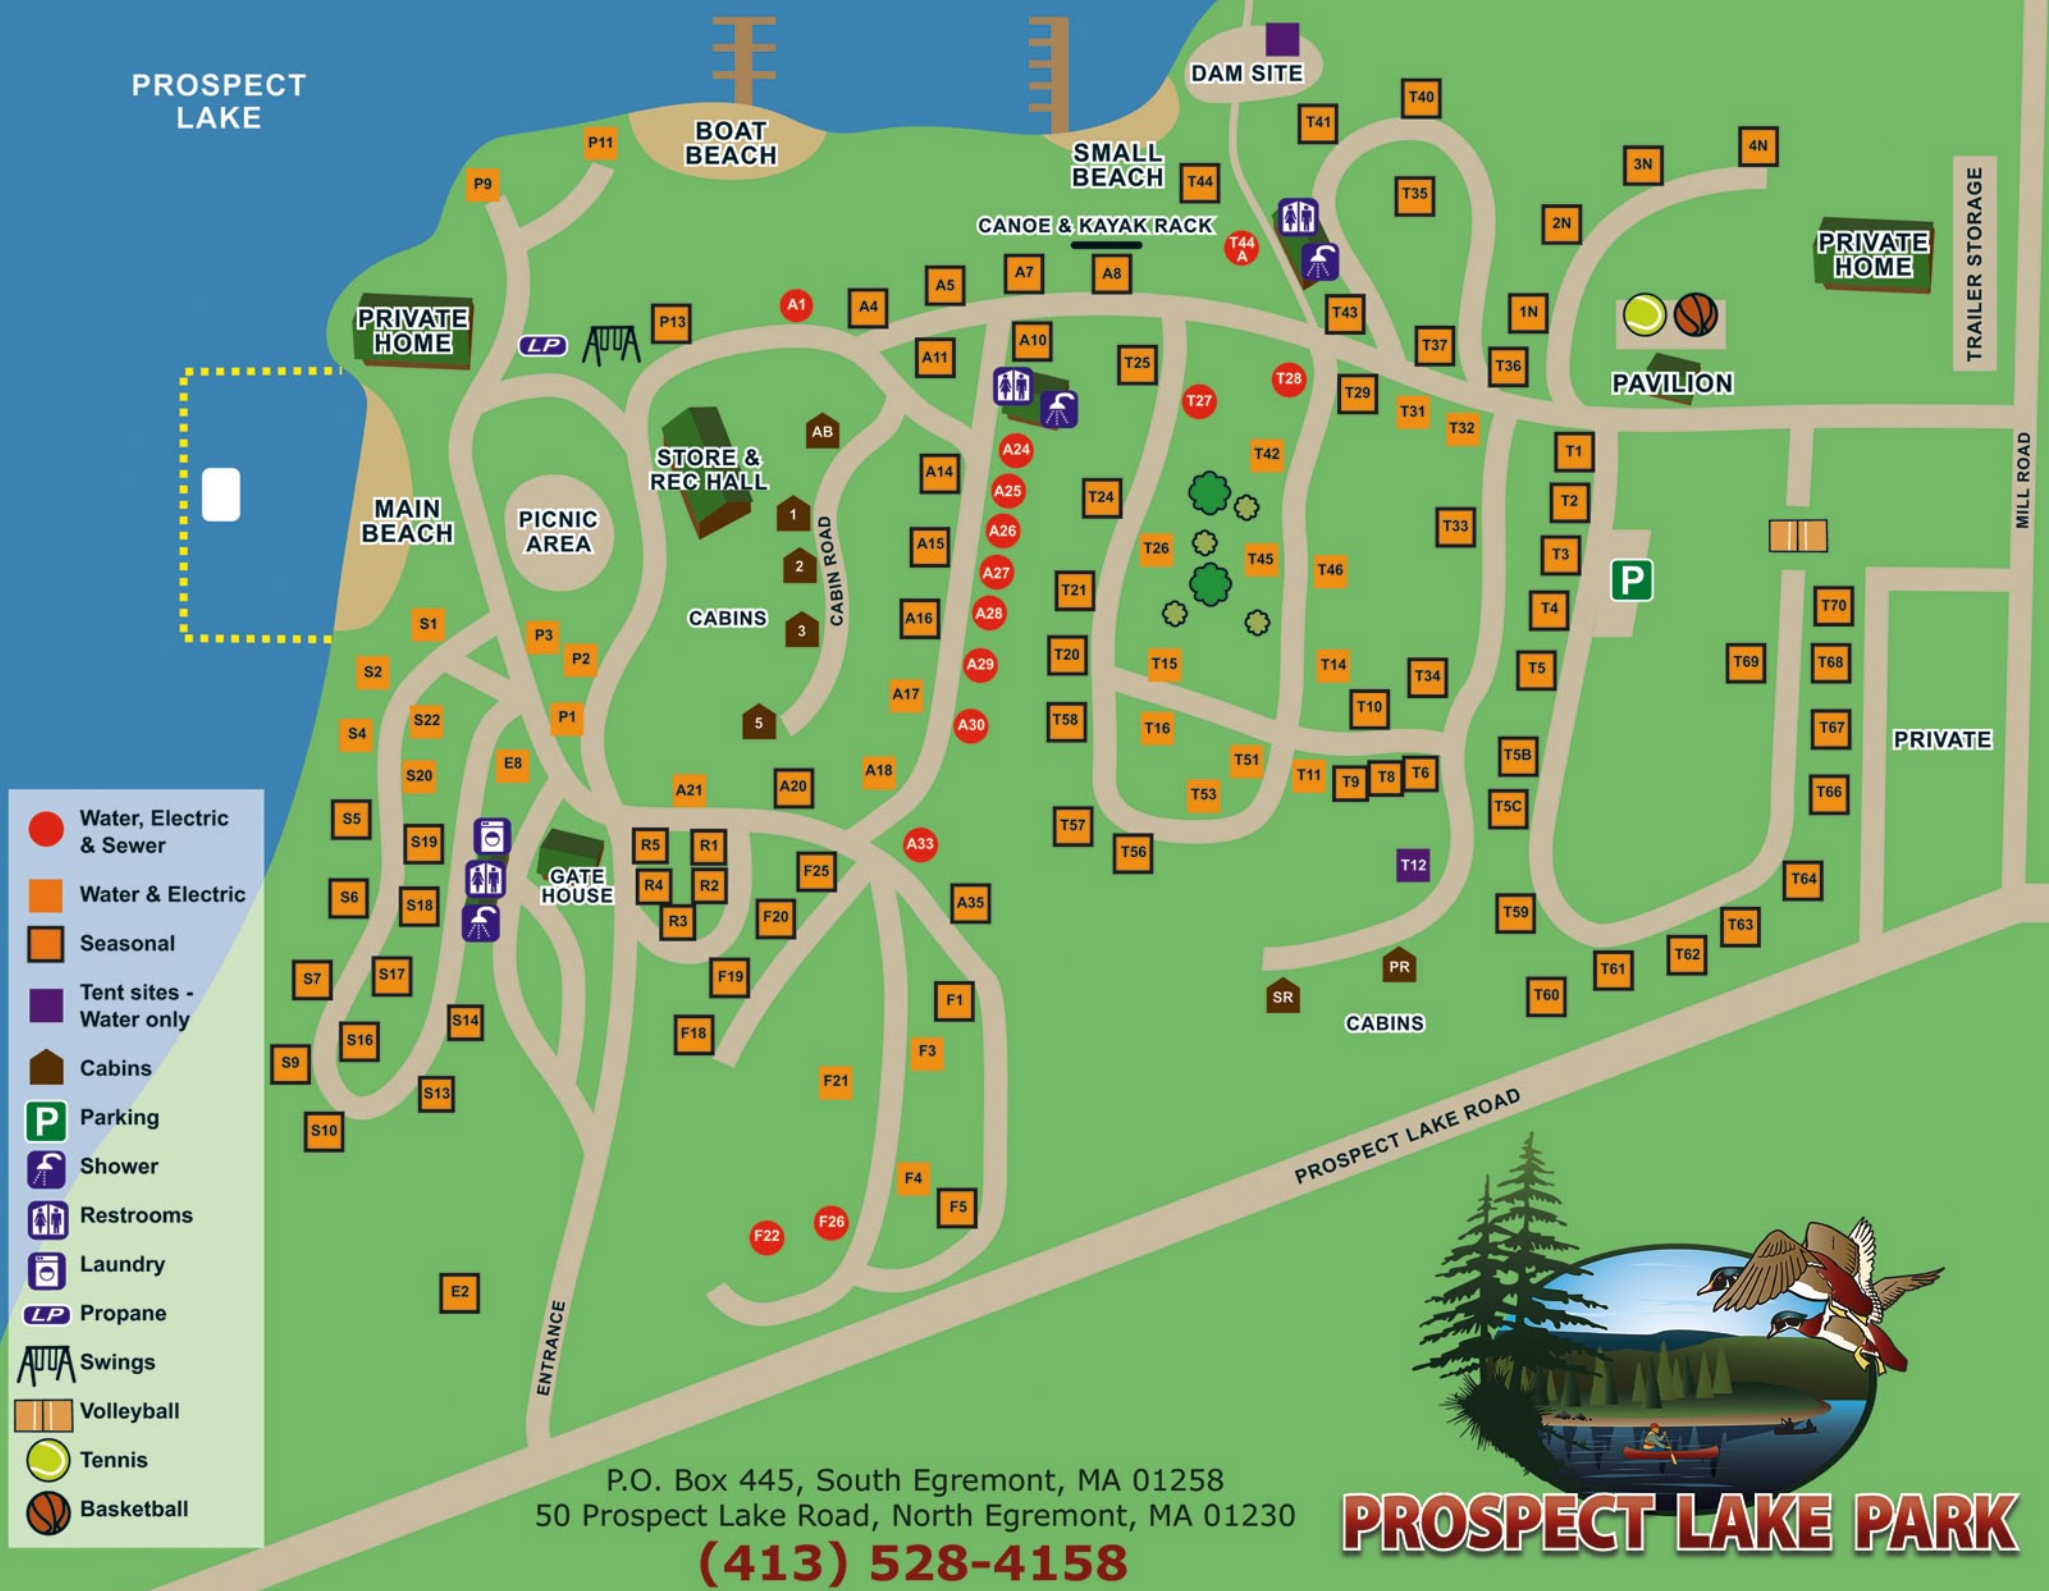 PROSPECT
LAKE
DAM SITE
T40
T41
P11
BOAT
BEACH
4N
SMALL
BEACH
3N
P9
T44
T35
CANOE & KAYAK RACK
2N
T44
A
PRIVATE
HOME
TRAILER STORAGE
A7
A8
A5
A1
A4
PRIVATE
HOME
P13
T43
1N
LP
A10
A11
T37
T25
T36
PAVILION
T28
T29
T27
T31
T32
AB
A24
T42
T1
STORE &
REC HALL
A14
A25
T24
T2
MILL ROAD
1
MAIN
BEACH
PICNIC
AREA
A26
T33
A15
T26
T45
T46
T3
2
CABIN ROAD
A27
P
T21
A28
T4
T70
CABINS
A16
3
S1
P3
P2
A29
T20
T15
T14
T34
T5
T69
T68
S2
A17
T10
P1
S22
S4
5
A30
T58
T16
T67
PRIVATE
E8
S20
A18
A21
A20
T51
T11
T9
T8
T6
T5B
T53
T66
T5C
S5
S19
R5
R1
A33
T57
T56
GATE
HOUSE
F25
T12
T64
R4
R2
S6
S18
R3
F20
A35
T59
T63
T62
S7
S17
F19
PR
T61
SR
T60
F1
CABINS
S14
S16
F18
S9
F3
F21
S13
S10
PROSPECT LAKE ROAD
F4
F5
F26
F22
E2
ENTRANCE
Water, Electric
& Sewer
Water & Electric
Seasonal
Tent sites -
Water only
Cabins
P Parking
Shower
Restrooms
Laundry
LP Propane
Swings
Volleyball
Tennis
Basketball
P.O. Box 445, South Egremont, MA 01258
50 Prospect Lake Road, North Egremont, MA 01230
(413) 528-4158
PROSPECT LAKE PARK